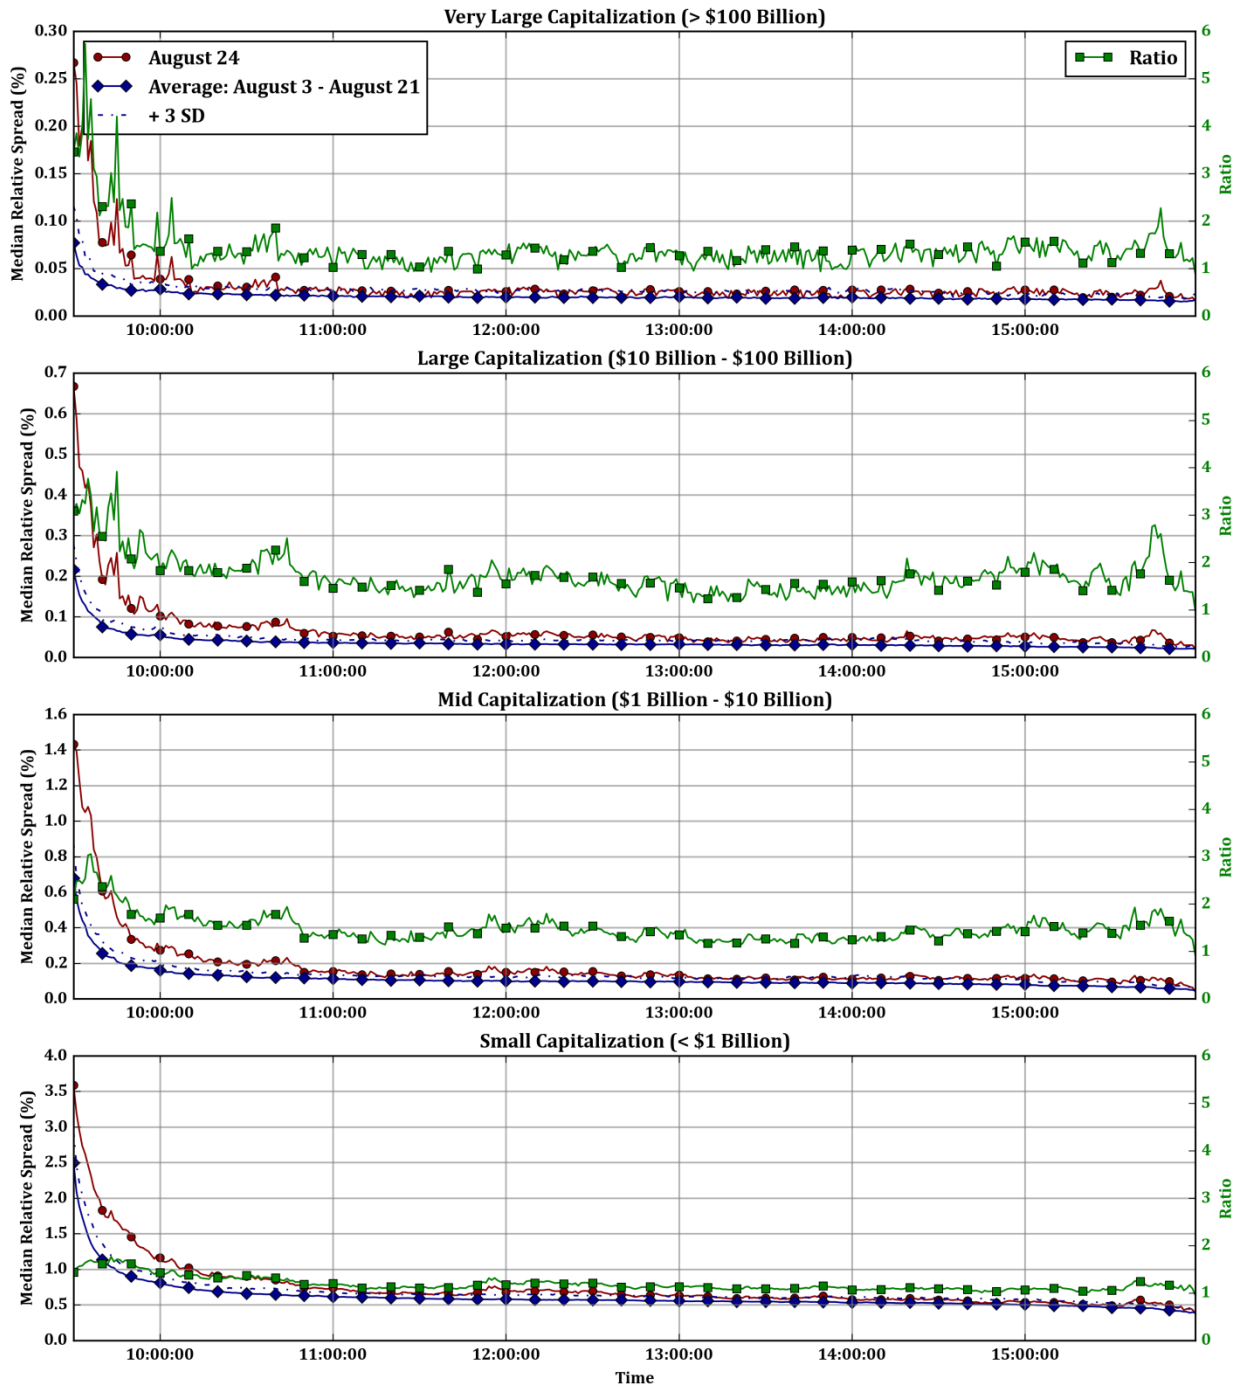 Very Large Capitalization (> $100 Billion)
0.30
0.25
0.20
0.15
0.10
0.05
0.00
Median Relative Spread (%)
August 24
Average: August 3 - August 21
+ 3 SD
Ratio
6
5
4
3
2
1
0
Ratio
10:00:00 11:00:00 12:00:00 13:00:00 14:00:00 15:00:00
Large Capitalization ($10 Billion - $100 Billion)
0.7
0.6
0.5
0.4
0.3
0.2
0.1
0.0
Median Relative Spread (%)
6
5
4
3
2
1
0
Ratio
10:00:00 11:00:00 12:00:00 13:00:00 14:00:00 15:00:00
Mid Capitalization ($1 Billion - $10 Billion)
1.6
1.4
1.2
1.0
0.8
0.6
0.4
0.2
0.0
Median Relative Spread (%)
6
5
4
3
2
1
0
Ratio
10:00:00 11:00:00 12:00:00 13:00:00 14:00:00 15:00:00
Small Capitalization (< $1 Billion)
4.0
3.5
3.0
2.5
2.0
1.5
1.0
0.5
0.0
Median Relative Spread (%)
6
5
4
3
2
1
0
Ratio
10:00:00 11:00:00 12:00:00 13:00:00 14:00:00 15:00:00
Time